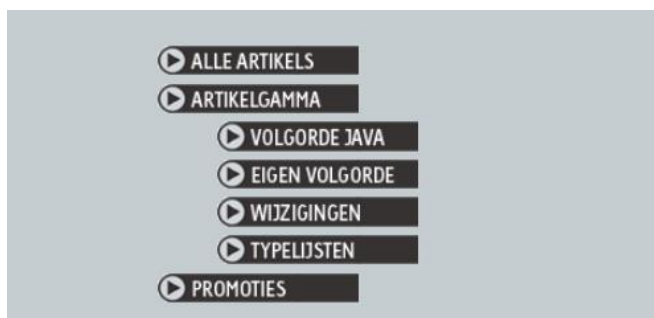 ALLE ARTIKELS
ARTIKELGAMMA
VOLGORDE JAVA
EIGEN VOLGORDE
WIJZIGINGEN
TYPELIJSTEN
PROMOTIES